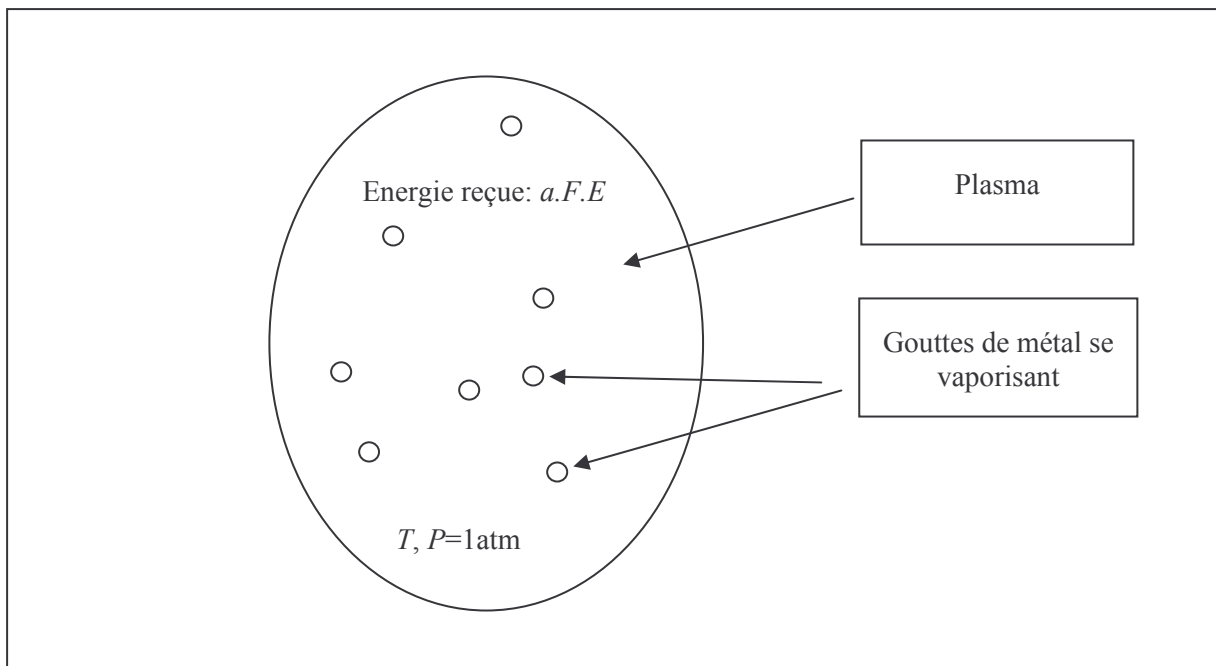 Energie reçue: a.F.E
Plasma
Gouttes de métal se
vaporisant
T, P=1atm